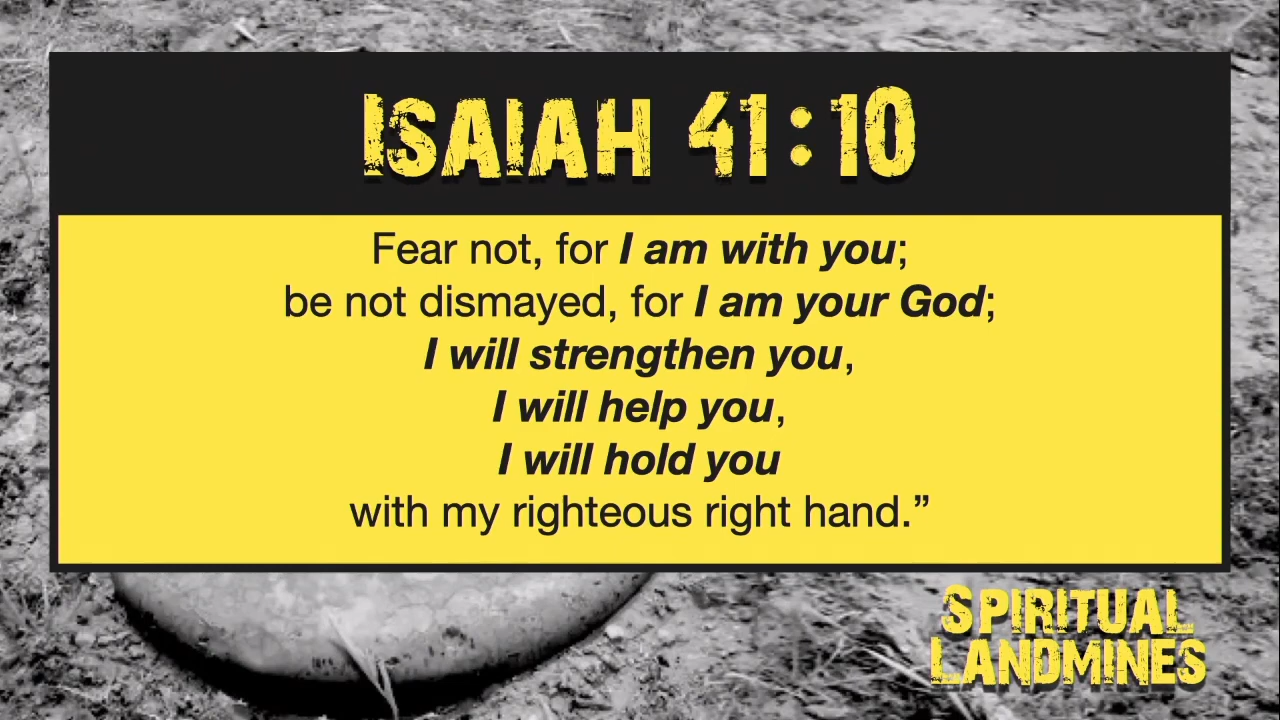 ISAIAH 41:10
Fear not, for I am with you;
be not dismayed, for I am your God;
I will strengthen you,
I will help you,
I will hold you
with my righteous right hand.”
SPIRITUAL
LANDMINES